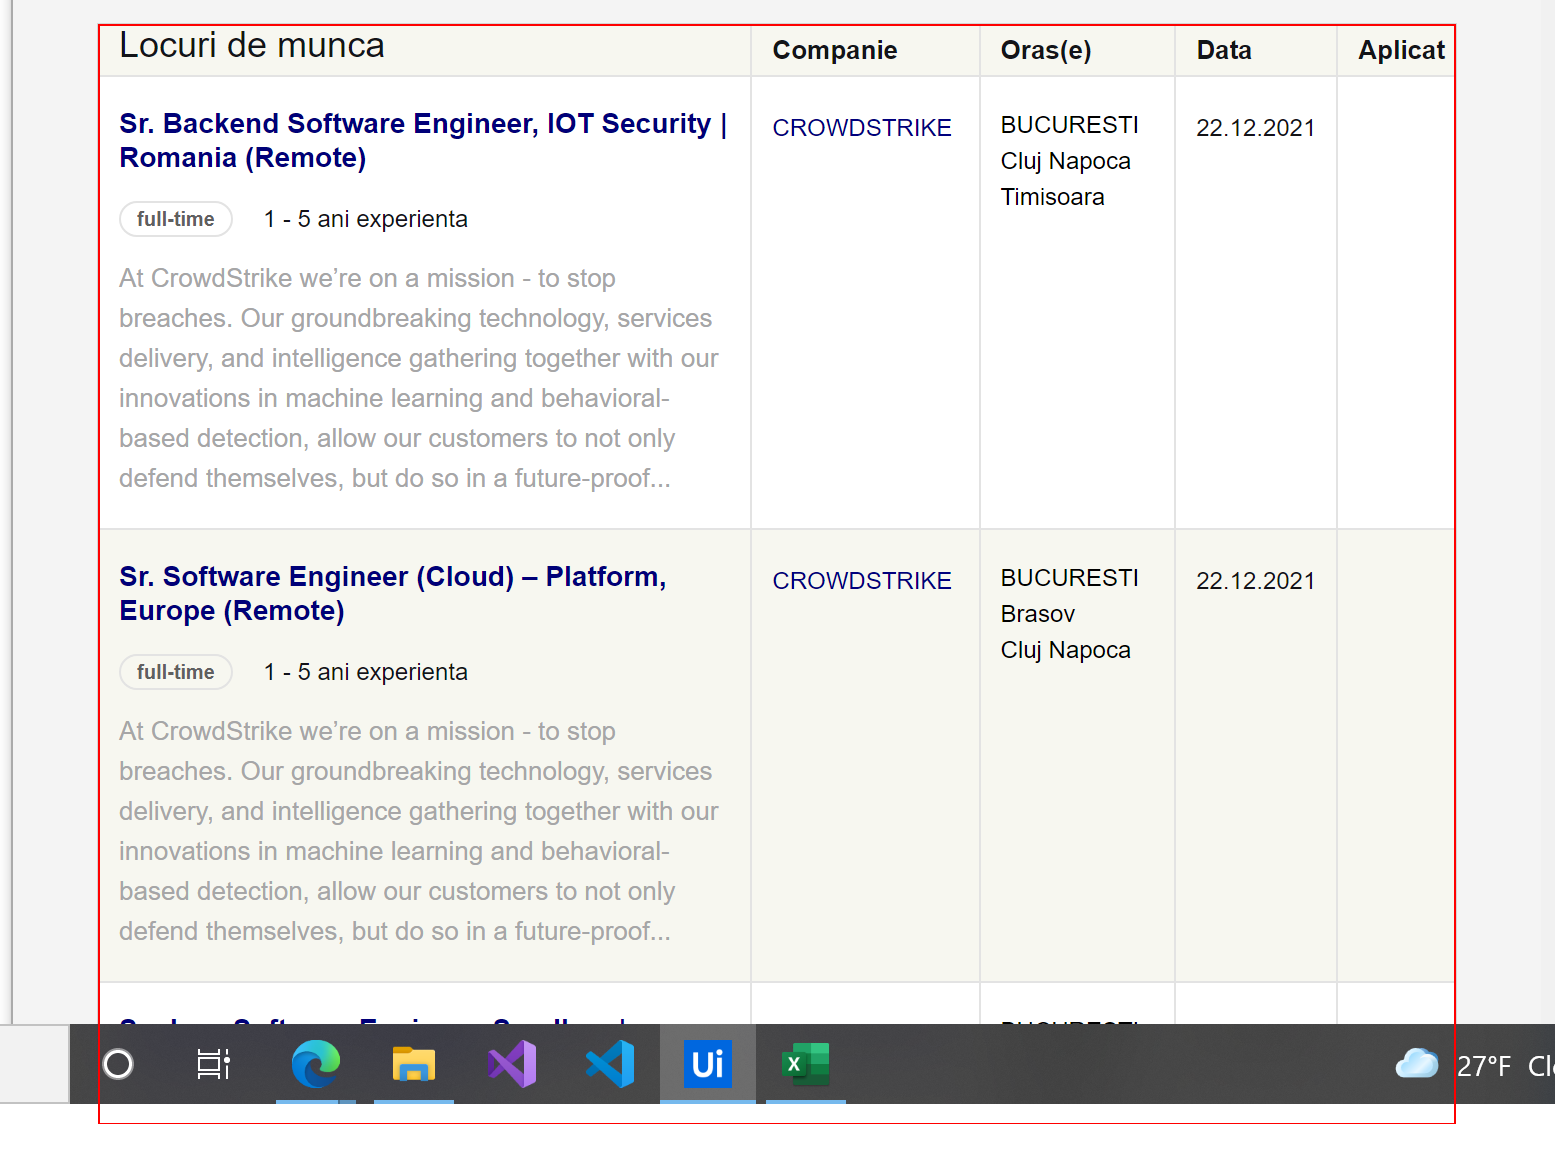 Locuri de munca
Companie
Oras(e)
Data
Aplicat
Sr. Backend Software Engineer, IOT Security |
Romania (Remote)
full-time
1 - 5 ani experienta
At CrowdStrike we’re on a mission - to stop
breaches. Our groundbreaking technology, services
delivery, and intelligence gathering together with our
innovations in machine learning and behavioral-
based detection, allow our customers to not only
defend themselves, but do so in a future-proof...
CROWDSTRIKE
BUCURESTI
Cluj Napoca
Timisoara
22.12.2021
Sr. Software Engineer (Cloud) – Platform,
Europe (Remote)
full-time
1 - 5 ani experienta
At CrowdStrike we’re on a mission - to stop
breaches. Our groundbreaking technology, services
delivery, and intelligence gathering together with our
innovations in machine learning and behavioral-
based detection, allow our customers to not only
defend themselves, but do so in a future-proof...
CROWDSTRIKE
BUCURESTI
Brasov
Cluj Napoca
22.12.2021
BUCURESTI
Ui
X
27°F